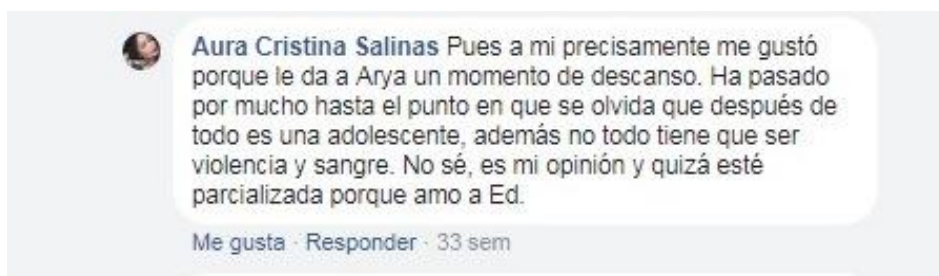 Aura Cristina Salinas Pues a mi precisamente me gustó
porque le da a Arya un momento de descanso. Ha pasado
por mucho hasta el punto en que se olvida que después de
todo es una adolescente, además no todo tiene que ser
violencia y sangre. No sé, es mi opinión y quizá esté
parcializada porque amo a Ed.
Me gusta · Responder · 33 sem